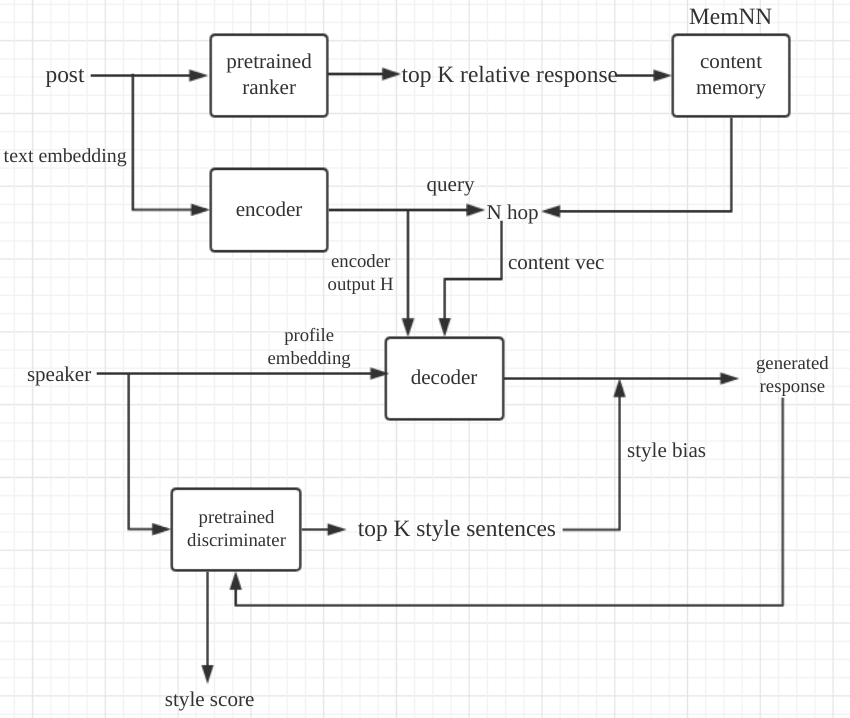 MemNN
post
pretrained
ranker
top K relative response
content
memory
text embedding
encoder
query
N hop
encoder
output H
content vec
profile
embedding
speaker
decoder
generated
response
style bias
pretrained
discriminater
top K style sentences
style score